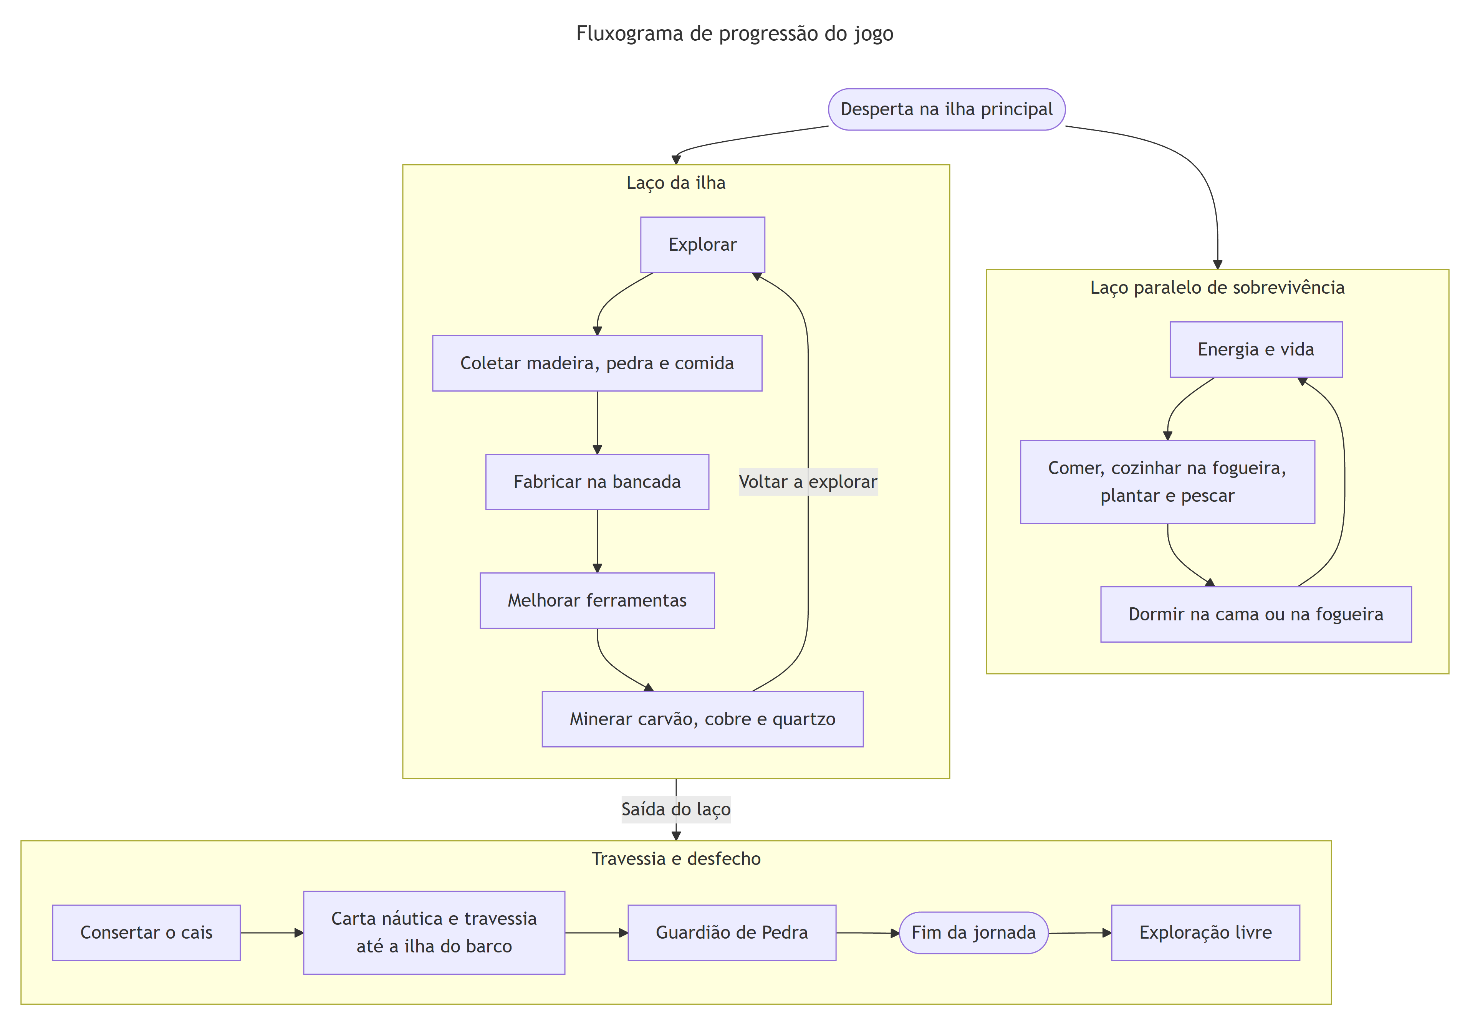 Fluxograma de progressão do jogo
Desperta na ilha principal
Laço da ilha
Explorar
Coletar madeira, pedra e comida
Fabricar na bancada
Voltar a explorar
Melhorar ferramentas
Minerar carvão, cobre e quartzo
Laço paralelo de sobrevivência
Energia e vida
Comer, cozinhar na fogueira,
plantar e pescar
Dormir na cama ou na fogueira
Saída do laço
Travessia e desfecho
Consertar o cais
Carta náutica e travessia
até a ilha do barco
Guardião de Pedra
Fim da jornada
Exploração livre